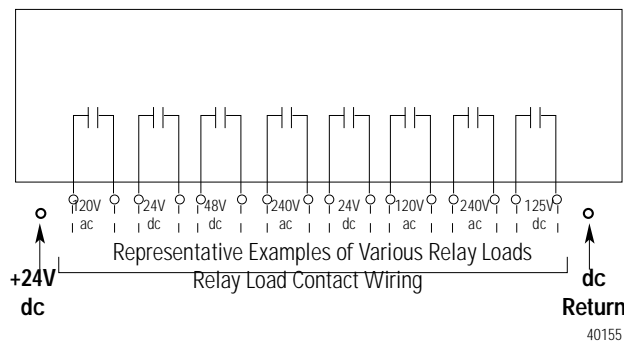 120V 24V 48V 240V 24V 120V 240V 125V
ac dc dc ac dc ac ac dc
Representative Examples of Various Relay Loads
+24V Relay Load Contact Wiring dc
dc Return
40155